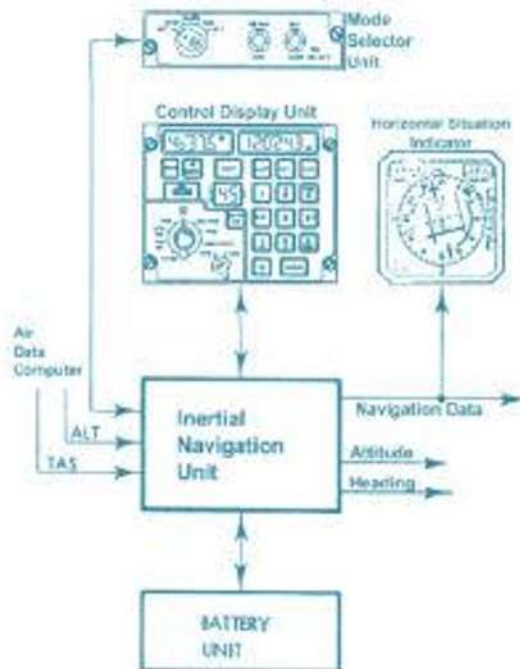 Mode
Selector
Unit
Control Display Unit
Horizontal Situation
Indicator
Air
Data
Computer
ALT
TAS
Inertial
Navigation
Unit
Navigation Data
Attitude
Heading
BATTERY
UNIT